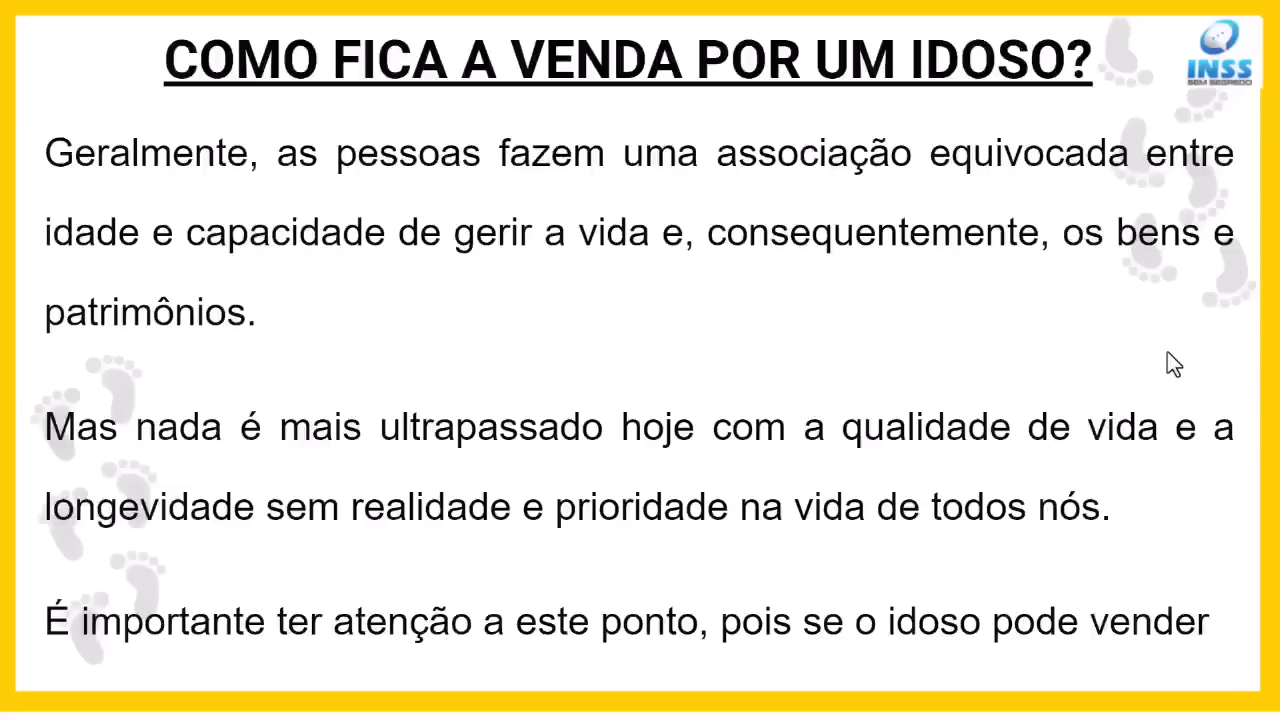 COMO FICA A VENDA POR UM IDOSO?
INSS
SEM SEGREDO
Geralmente, as pessoas fazem uma associação equivocada entre
idade e capacidade de gerir a vida e, consequentemente, os bens e
patrimônios.
Mas nada é mais ultrapassado hoje com a qualidade de vida e a
longevidade sem realidade e prioridade na vida de todos nós.
É importante ter atenção a este ponto, pois se o idoso pode vender